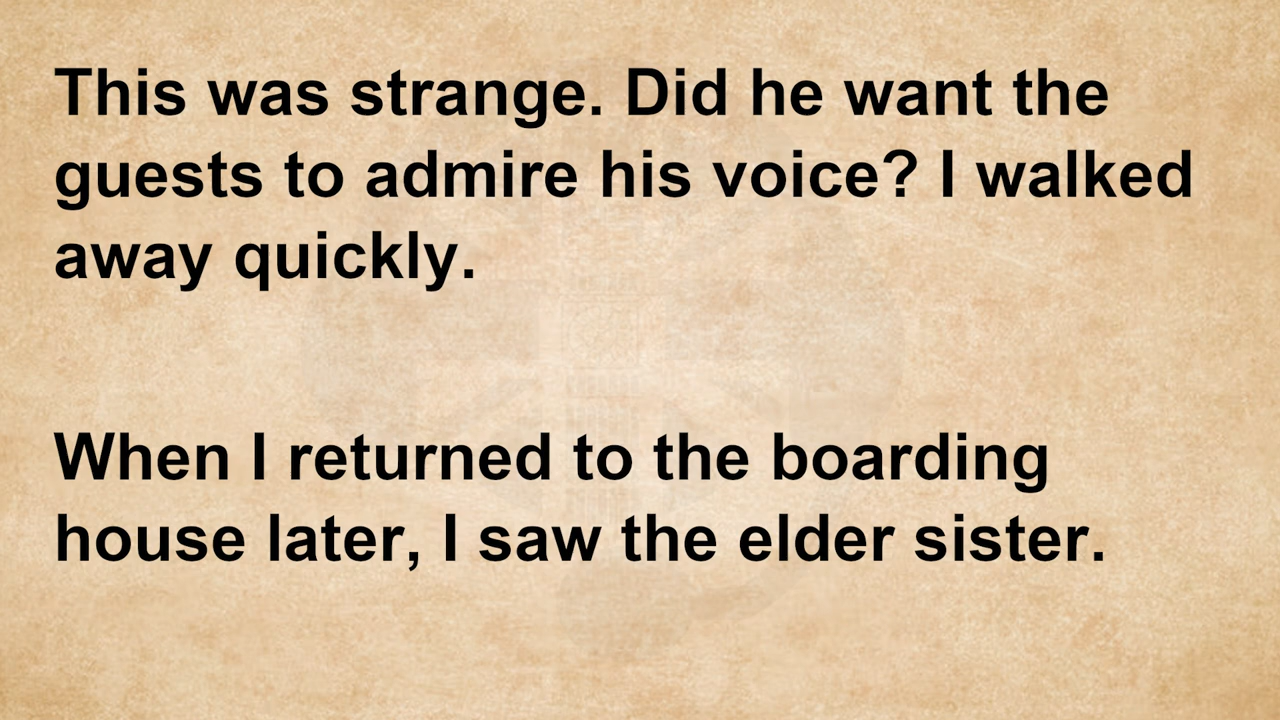 This was strange. Did he want the
guests to admire his voice? I walked
away quickly.
When I returned to the boarding
house later, I saw the elder sister.